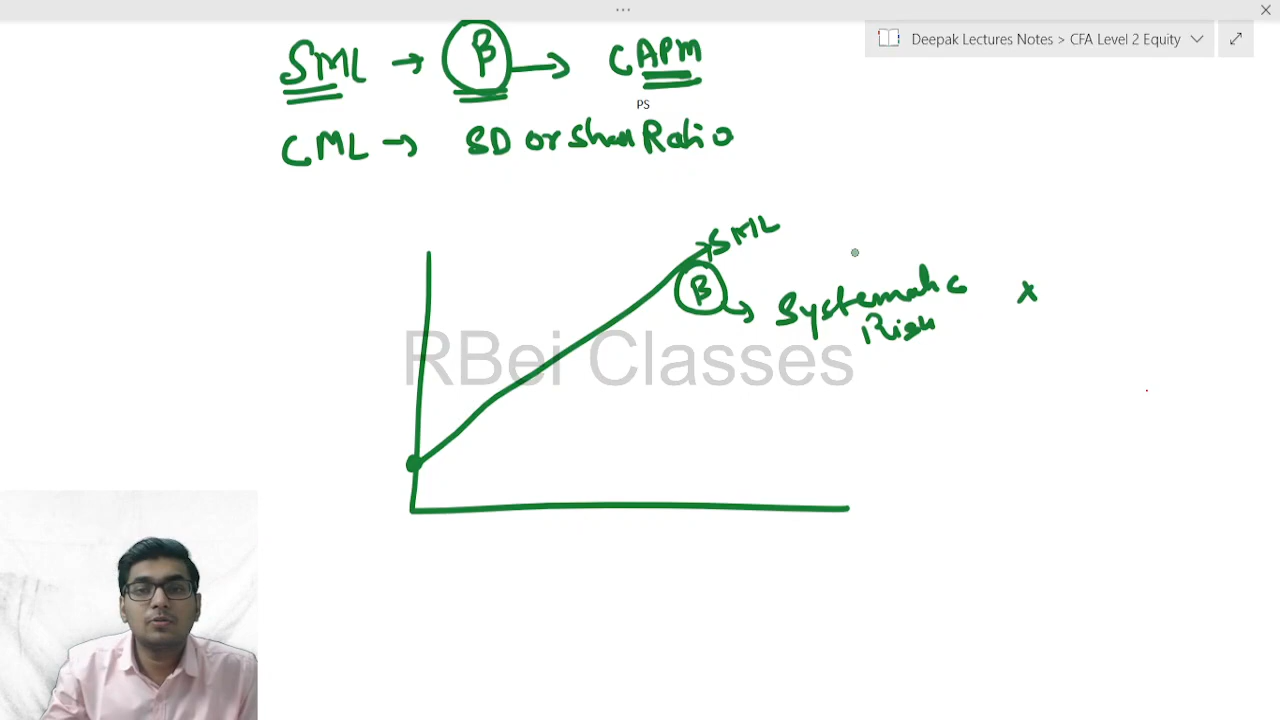 Deepak Lectures Notes > CFA Level 2 Equity
SML → β → CAPM
PS
CML → SD or Ratio
SML
β → Systematic x
Risk
RBei Classes